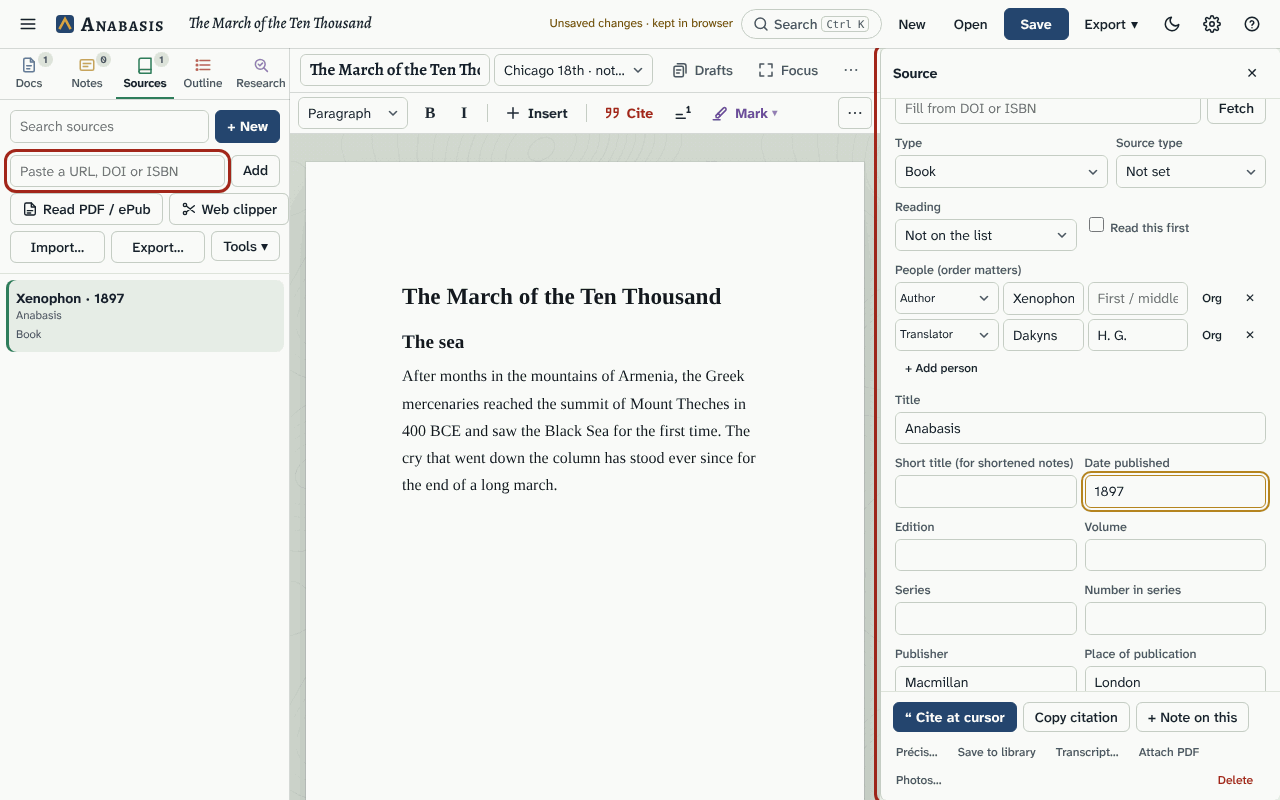 ANABASIS
The March of the Ten Thousand
Unsaved changes · kept in browser
Search Ctrl K
New
Open
Save
Export ▾
Docs 1
Notes 0
Sources 1
Outline
Research
The March of the Ten Tho
Chicago 18th · not...
Drafts
Focus
...
Search sources
+ New
Paragraph
B
I
+ Insert
Cite
1
Mark ▾
...
Paste a URL, DOI or ISBN
Add
Read PDF / ePub
Web clipper
Import...
Export...
Tools ▾
Xenophon · 1897
Anabasis
Book
The March of the Ten Thousand
The sea
After months in the mountains of Armenia, the Greek
mercenaries reached the summit of Mount Theches in
400 BCE and saw the Black Sea for the first time. The
cry that went down the column has stood ever since for
the end of a long march.
Source
×
Fill from DOI or ISBN
Fetch
Type
Source type
Book
Not set
Reading
Not on the list
Read this first
People (order matters)
Author
Xenophon
First / middle
Org
×
Translator
Dakyns
H. G.
Org
×
+ Add person
Title
Anabasis
Short title (for shortened notes)
Date published
1897
Edition
Volume
Series
Number in series
Publisher
Place of publication
Macmillan
London
“ Cite at cursor
Copy citation
+ Note on this
Précis...
Save to library
Transcript...
Attach PDF
Photos...
Delete